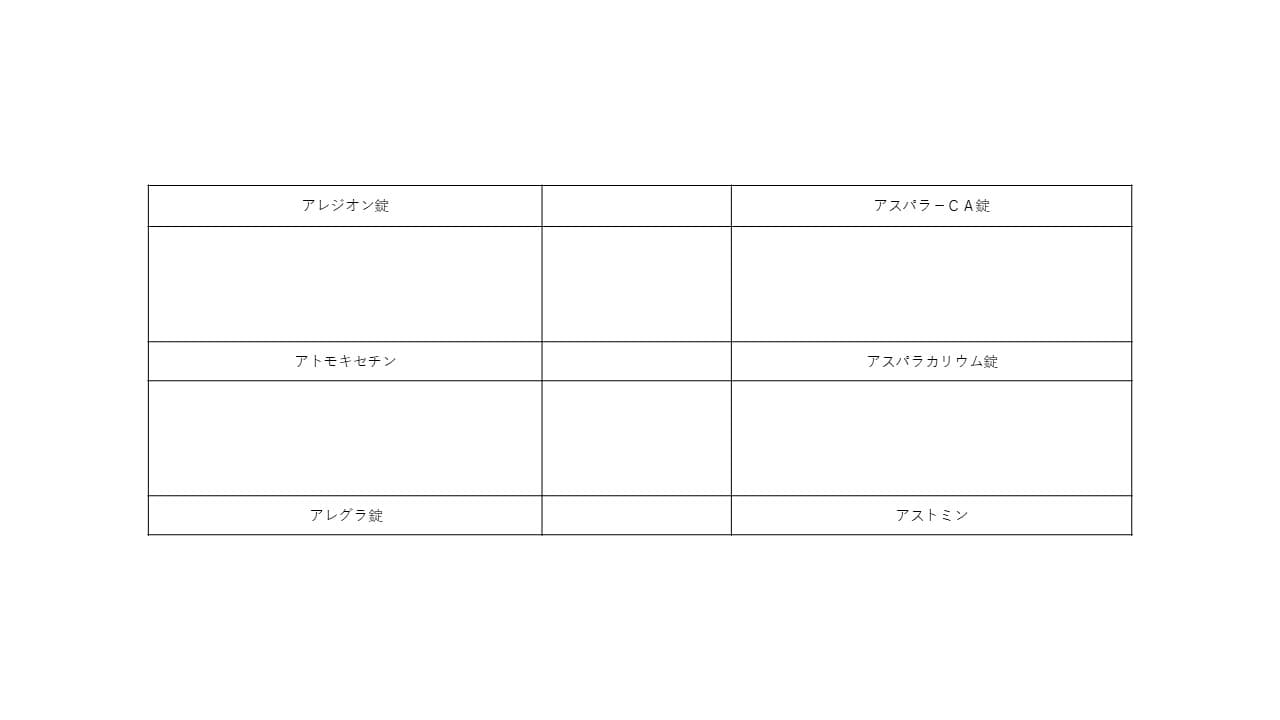 アレジオン錠
アスパラ－ＣＡ錠
アトモキセチン
アスパラカリウム錠
アレグラ錠
アストミン